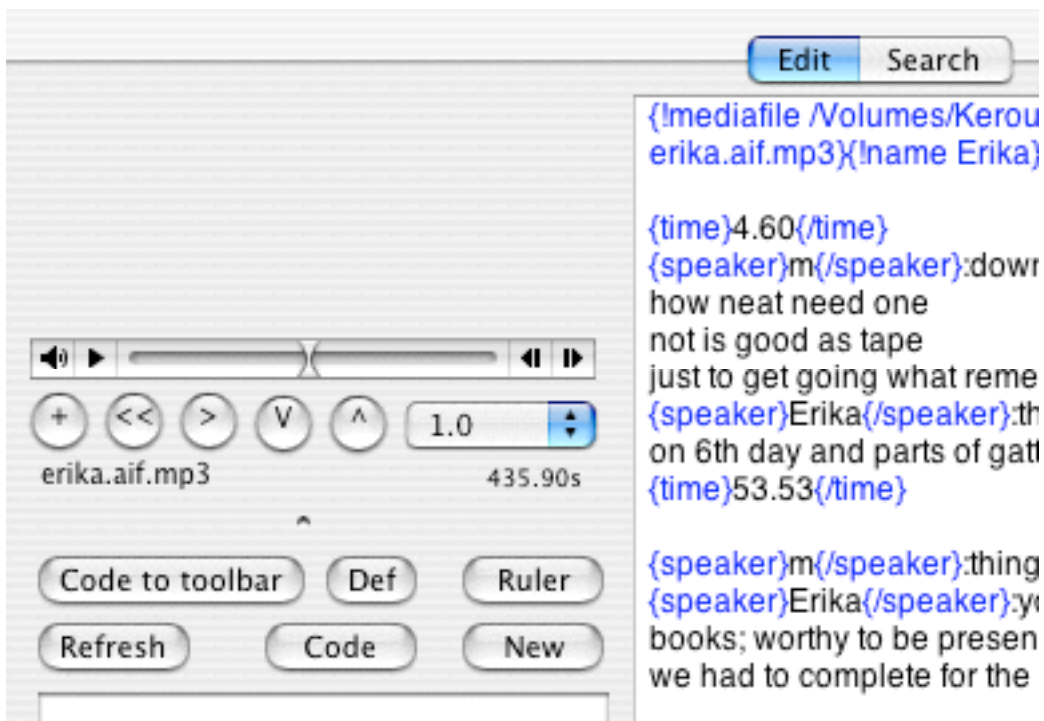 Edit Search
{!mediafile /Volumes/Kerou
erika.aif.mp3}{!name Erika}
{time}4.60{/time}
{speaker}m{/speaker}:down
how neat need one
not is good as tape
just to get going what reme
{speaker}Erika{/speaker}:th
on 6th day and parts of gatt
{time}53.53{/time}
{speaker}m{/speaker}:thing
{speaker}Erika{/speaker}:yo
books; worthy to be presen
we had to complete for the
+ << > V ^ 1.0
erika.aif.mp3 435.90s
Code to toolbar Def Ruler
Refresh Code New